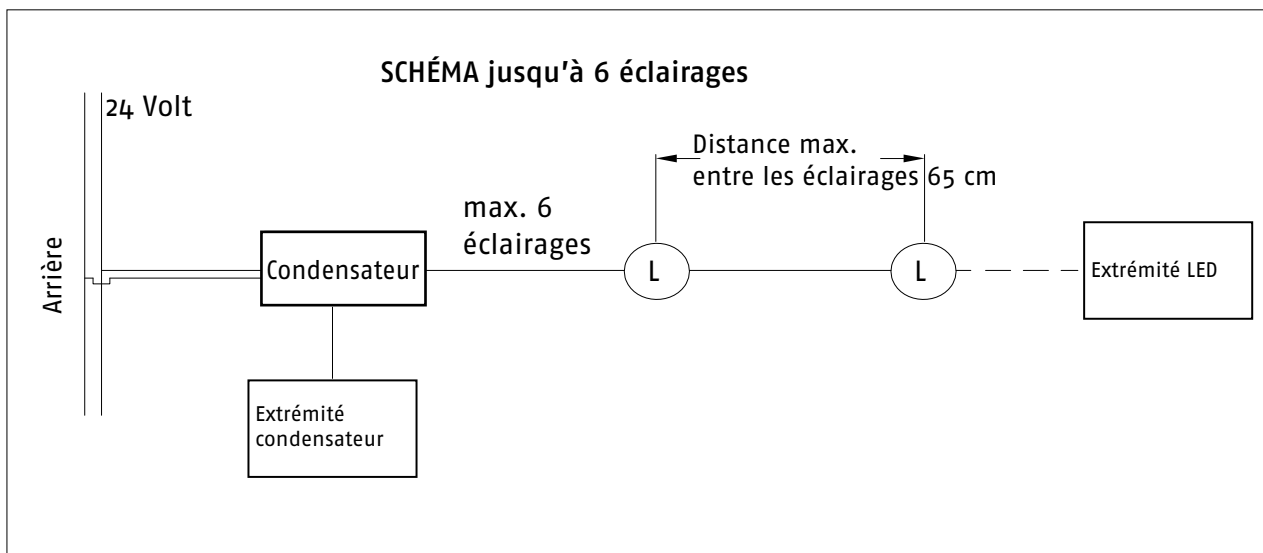 SCHÉMA jusqu'à 6 éclairages
24 Volt
Distance max.
entre les éclairages 65 cm
max. 6
éclairages
Arrière
Condensateur
L
L
Extrémité LED
Extrémité
condensateur